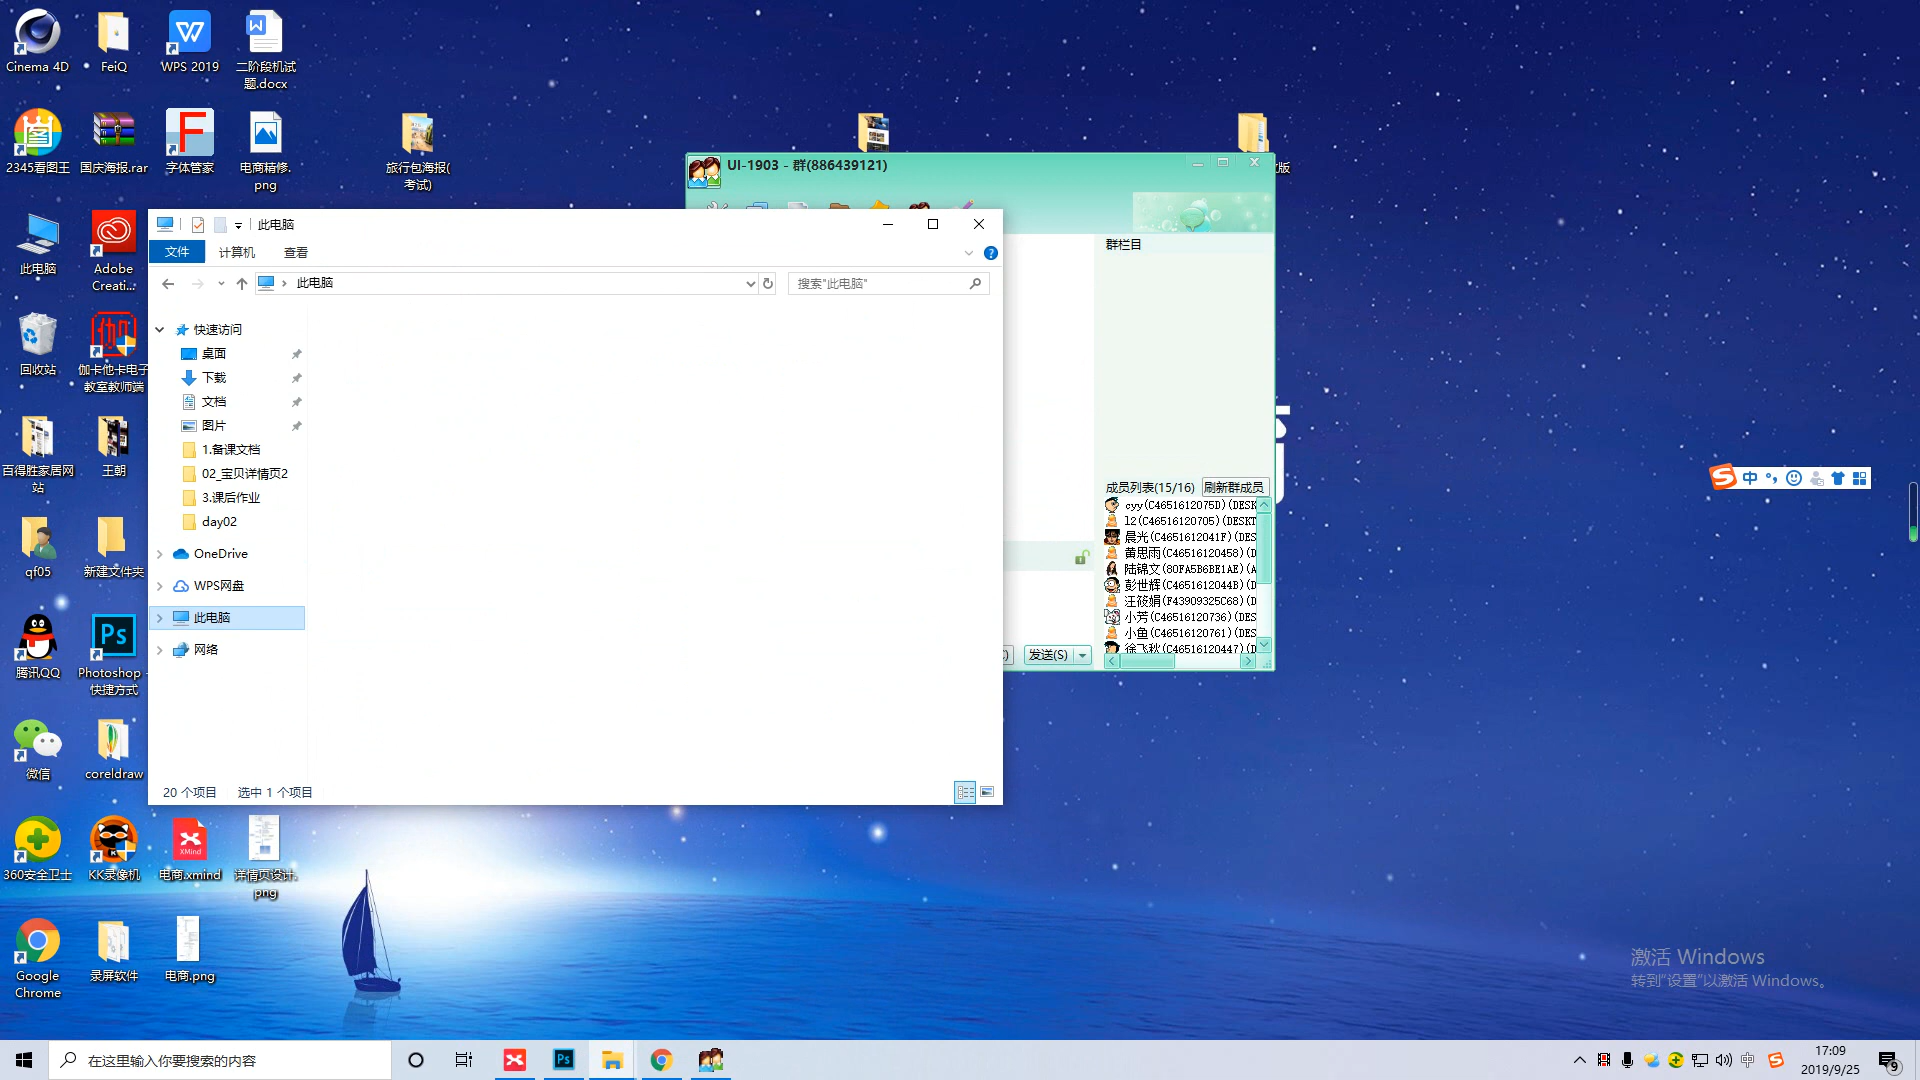 Cinema 4D
FeiQ
WPS 2019
二阶段机试
题.docx
2345看图王
国庆海报.rar
字体管家
电商精修.
png
旅行包海报(
考试)
此电脑
Adobe
Creati...
回收站
伽卡他卡电子
教室教师端
百得胜家居网
站
王朝
qf05
新建文件夹
腾讯QQ
Photoshop
快捷方式
微信
coreldraw
360安全卫士
KK录像机
电商.xmind
详情页设计.
png
Google
Chrome
录屏软件
电商.png
UI-1903 - 群(886439121)
版
群栏目
成员列表(15/16)
刷新群成员
cyy(C4651612075D)(DESK
l2(C46516120705)(DESKT
晨光(C4651612041F)(DES
黄思雨(C46516120458)(D
陆锦文(80FA5B6BE1AE)(A
彭世辉(C4651612044B)(D
汪筱娟(F43909325C68)(D
小芳(C46516120736)(DES
小鱼(C46516120761)(DES
徐飞秋(C46516120447)(D
发送(S)
此电脑
文件
计算机
查看
此电脑
搜索"此电脑"
快速访问
桌面
下载
文档
图片
1.备课文档
02_宝贝详情页2
3.课后作业
day02
OneDrive
WPS网盘
此电脑
网络
20 个项目
选中 1 个项目
中
激活 Windows
转到"设置"以激活 Windows。
在这里输入你要搜索的内容
Ps
中
17:09
2019/9/25
9